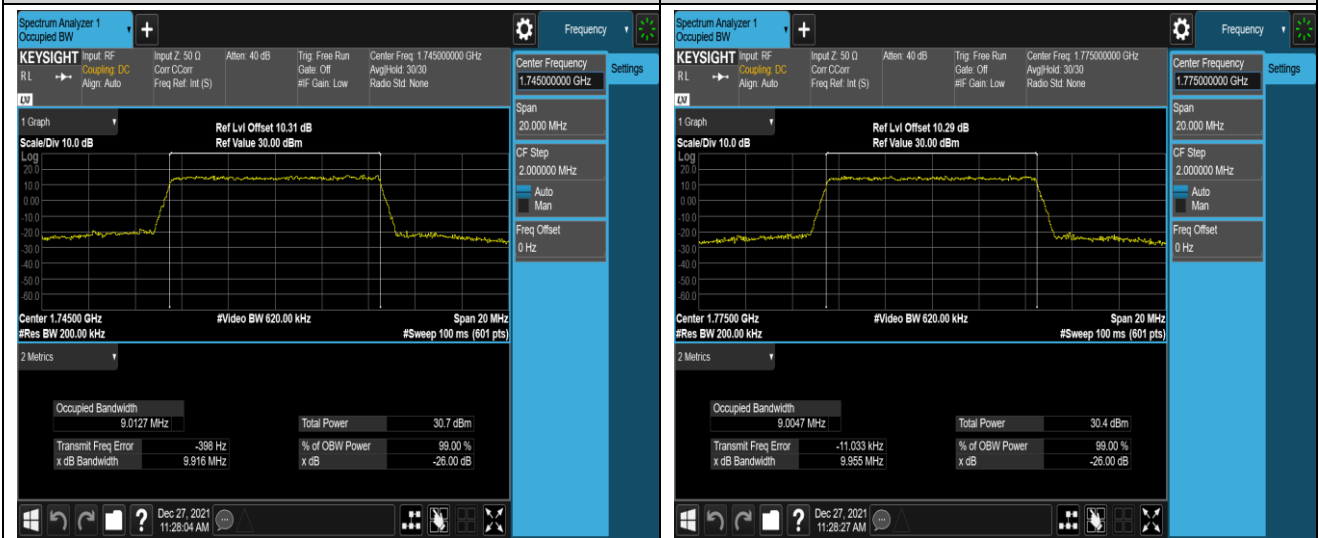 Spectrum Analyzer 1
Occupied BW
+
Frequency
KEYSIGHT
RL
LXI
Input: RF
Coupling: DC
Align: Auto
Input Z: 50 Ω
Corr CCorr
Freq Ref: Int (S)
Atten: 40 dB
Trig: Free Run
Gate: Off
#IF Gain: Low
Center Freq: 1.745000000 GHz
Avg|Hold: 30/30
Radio Std: None
Center Frequency
1.745000000 GHz
Settings
Span
20.000 MHz
CF Step
2.000000 MHz
Auto
Man
Freq Offset
0 Hz
1 Graph
Scale/Div 10.0 dB
Ref Lvl Offset 10.31 dB
Ref Value 30.00 dBm
Log
20.0
10.0
0.00
-10.0
-20.0
-30.0
-40.0
-50.0
-60.0
Center 1.74500 GHz
#Res BW 200.00 kHz
#Video BW 620.00 kHz
Span 20 MHz
#Sweep 100 ms (601 pts)
2 Metrics
Occupied Bandwidth
9.0127 MHz
Total Power 30.7 dBm
Transmit Freq Error -398 Hz
% of OBW Power 99.00 %
x dB Bandwidth 9.916 MHz
x dB -26.00 dB
?
Dec 27, 2021
11:28:04 AM
Spectrum Analyzer 1
Occupied BW
+
Frequency
KEYSIGHT
RL
LXI
Input: RF
Coupling: DC
Align: Auto
Input Z: 50 Ω
Corr CCorr
Freq Ref: Int (S)
Atten: 40 dB
Trig: Free Run
Gate: Off
#IF Gain: Low
Center Freq: 1.775000000 GHz
Avg|Hold: 30/30
Radio Std: None
Center Frequency
1.775000000 GHz
Settings
Span
20.000 MHz
CF Step
2.000000 MHz
Auto
Man
Freq Offset
0 Hz
1 Graph
Scale/Div 10.0 dB
Ref Lvl Offset 10.29 dB
Ref Value 30.00 dBm
Log
20.0
10.0
0.00
-10.0
-20.0
-30.0
-40.0
-50.0
-60.0
Center 1.77500 GHz
#Res BW 200.00 kHz
#Video BW 620.00 kHz
Span 20 MHz
#Sweep 100 ms (601 pts)
2 Metrics
Occupied Bandwidth
9.0047 MHz
Total Power 30.4 dBm
Transmit Freq Error -11.033 kHz
% of OBW Power 99.00 %
x dB Bandwidth 9.955 MHz
x dB -26.00 dB
?
Dec 27, 2021
11:28:27 AM